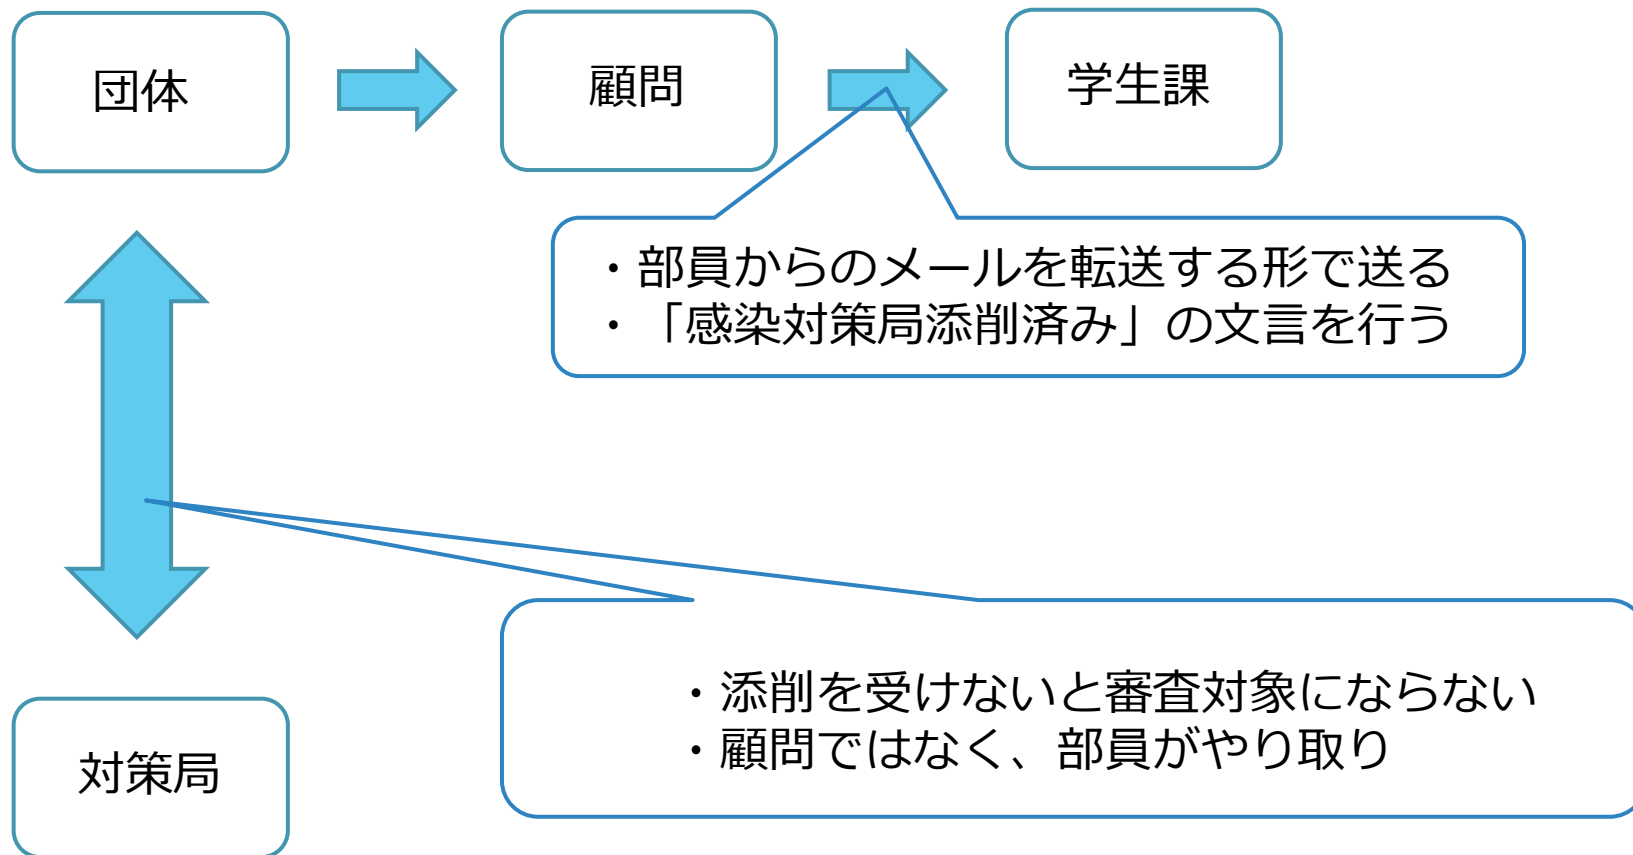 団体
顧問
学生課
・部員からのメールを転送する形で送る
・「感染対策局添削済み」の文言を行う
・添削を受けないと審査対象にならない
・顧問ではなく、部員がやり取り
対策局